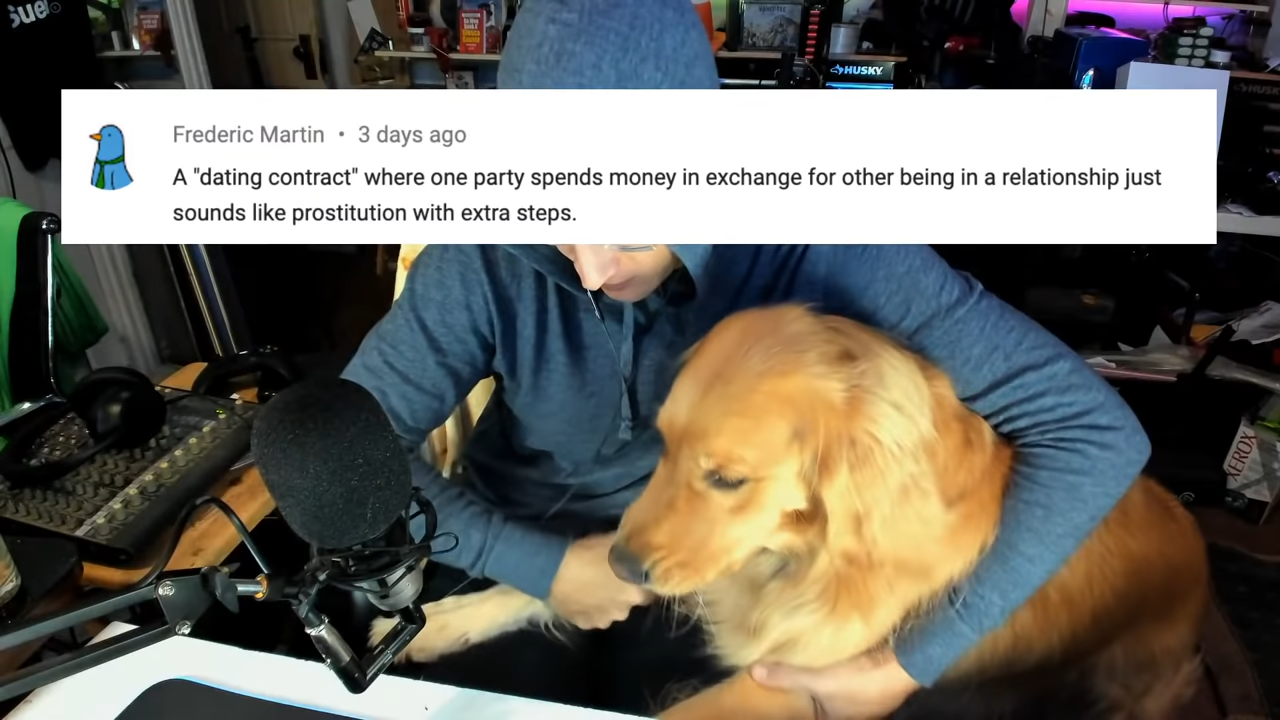 Suel
HUSKY
Frederic Martin • 3 days ago
A "dating contract" where one party spends money in exchange for other being in a relationship just
sounds like prostitution with extra steps.
XEROX